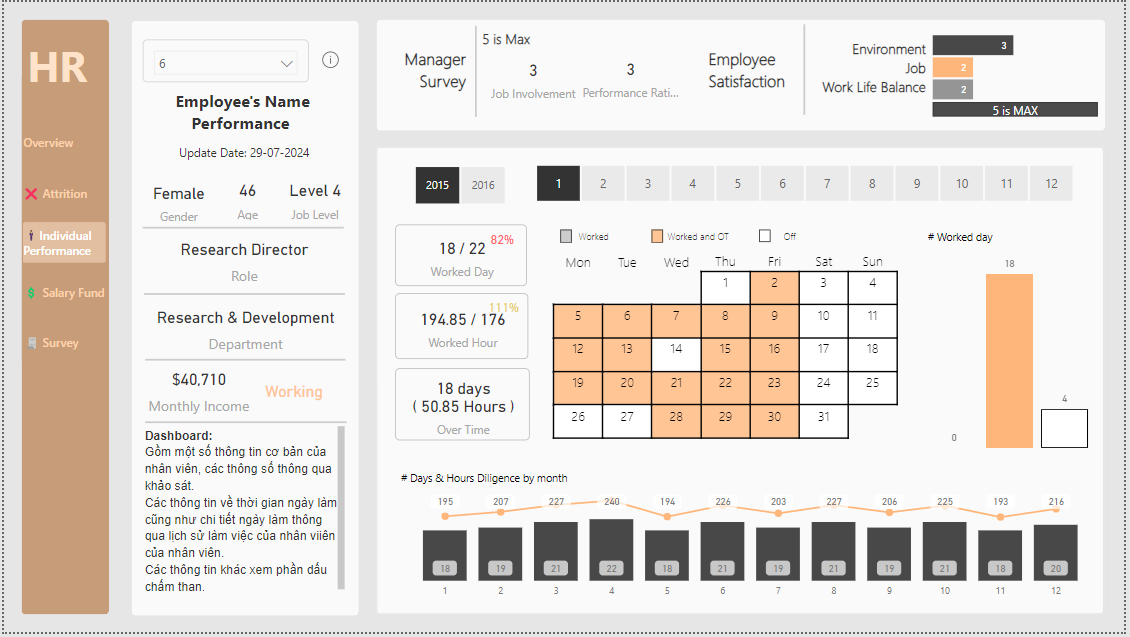 HR
Overview
❌ Attrition
Individual
Performance
$ Salary Fund
Survey
6
Employee's Name
Performance
Update Date: 29-07-2024
Female 46 Level 4
Gender Age Job Level
Research Director
Role
Research & Development
Department
$40,710 Working
Monthly Income
Dashboard:
Gồm một số thông tin cơ bản của
nhân viên, các thông số thông qua
khảo sát.
Các thông tin về thời gian ngày làm
cũng như chi tiết ngày làm thông
qua lịch sử làm việc của nhân viiên
của nhân viên.
Các thông tin khác xem phần dấu
chấm than.
Manager
Survey
5 is Max
3 3
Job Involvement Performance Rati...
Employee
Satisfaction
Environment 3
Job 2
Work Life Balance 2
5 is MAX
2015 2016
1 2 3 4 5 6 7 8 9 10 11 12
18 / 22 82%
Worked Day
111%
194.85 / 176
Worked Hour
18 days
( 50.85 Hours )
Over Time
Worked Worked and OT Off
Mon Tue Wed Thu Fri Sat Sun
1 2 3 4
5 6 7 8 9 10 11
12 13 14 15 16 17 18
19 20 21 22 23 24 25
26 27 28 29 30 31
# Worked day
18
4
0
# Days & Hours Diligence by month
195 207 227 240 194 226 203 227 206 225 193 216
18 19 21 22 18 21 19 21 19 21 18 20
1 2 3 4 5 6 7 8 9 10 11 12